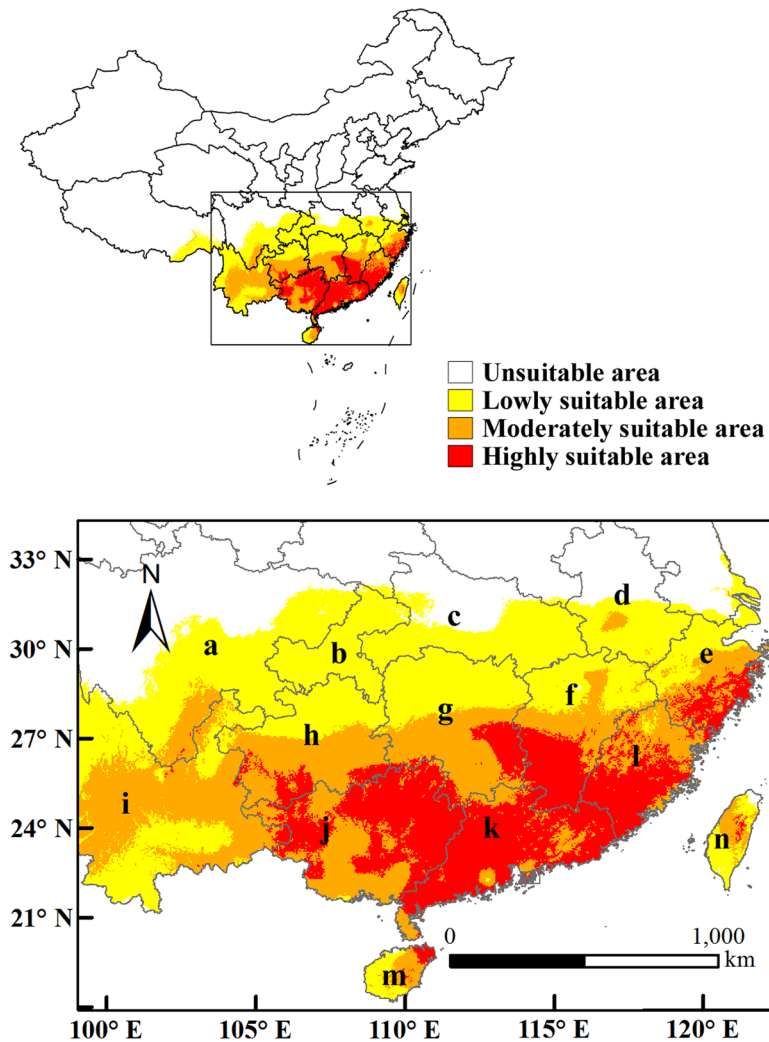 Unsuitable area
Lowly suitable area
Moderately suitable area
Highly suitable area
33° N
N
d
c
a
b
30° N
e
f
g
27° N
h
l
i
24° N
j
k
n
21° N
0 1,000
km
m
100° E 105° E 110° E 115° E 120° E